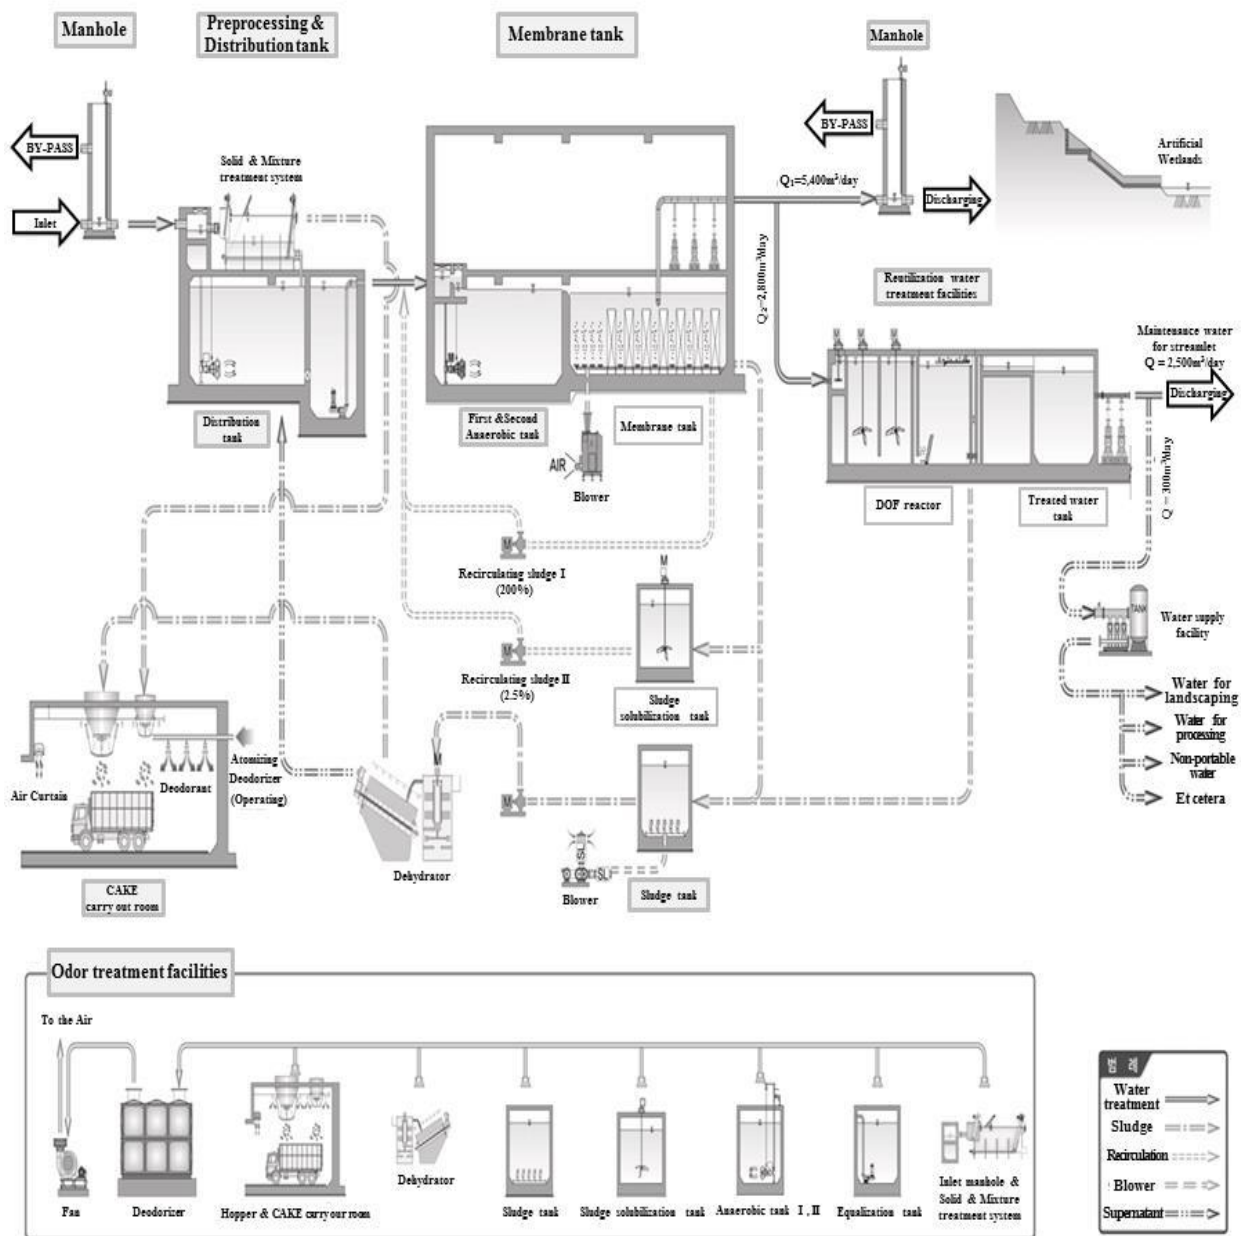 Manhole
Preprocessing &
Distribution tank
Membrane tank
Manhole
BY-PASS
Inlet
Solid & Mixture
treatment system
BY-PASS
Q₁=5,400m³/day
Discharging
Artificial
Wetlands
Q₂=2,800m³/day
Reutilization water
treatment facilities
Maintenance water
for streamlet
Q = 2,500m³/day
Discharging
Distribution
tank
First &Second
Anaerobic tank
Membrane tank
AIR
Blower
DOF reactor
Treated water
tank
Q = 300m³/day
M
Recirculating sludge I
(200%)
M
M
Recirculating sludge III
(2.5%)
Sludge
solubilization tank
TANK
Water supply
facility
Water for
landscaping
Water for
processing
Non-portable
water
Et cetera
Air Curtain
Deodorant
Atomizing
Deodorizer
(Operating)
CAKE
carry out room
M
Dehydrator
M
SL
SL
Blower
Sludge tank
Odor treatment facilities
To the Air
Fan
Deodorizer
Hopper & CAKE carry out room
Dehydrator
Sludge tank
Sludge solubilization tank
Anaerobic tank I , II
Equalization tank
Inlet manhole &
Solid & Mixture
treatment system
Water
treatment
Sludge
Recirculation
Blower
Supernatant